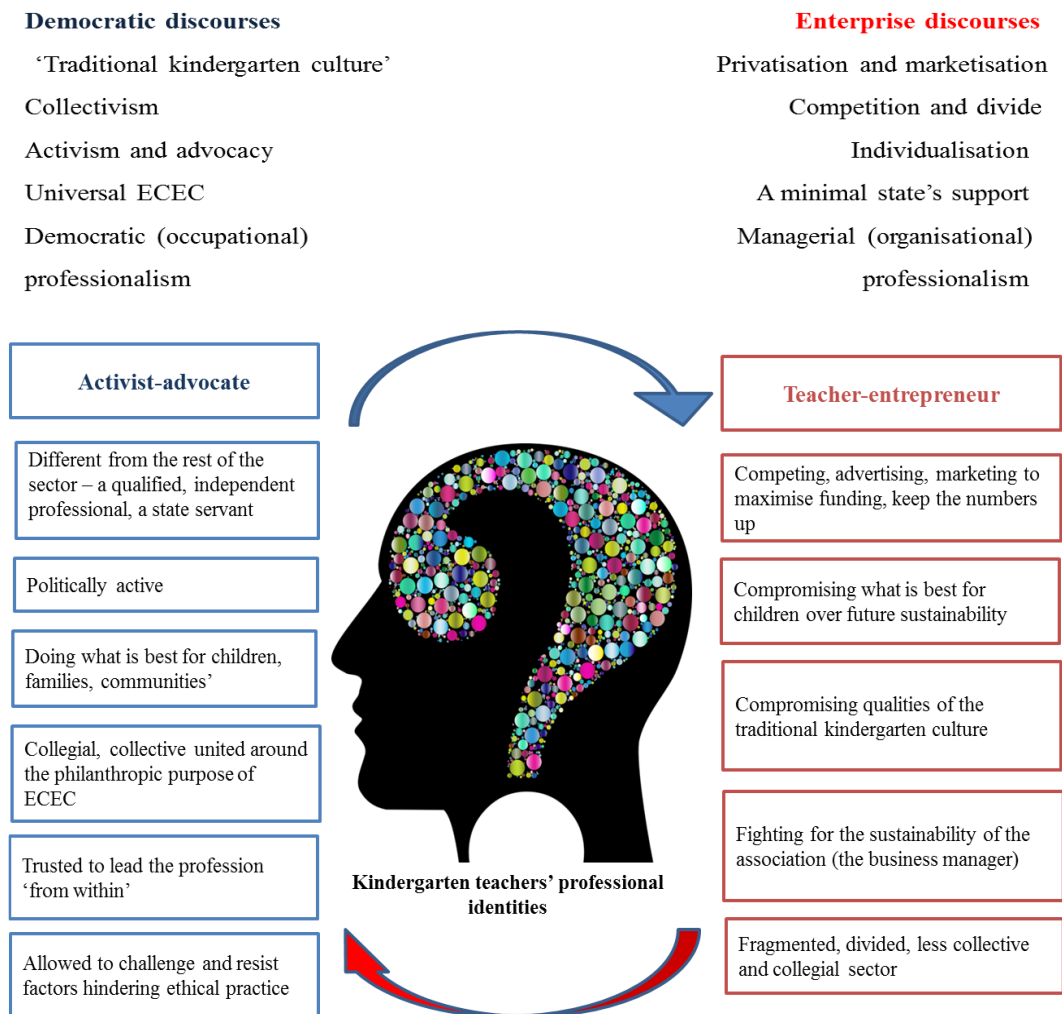 Democratic discourses
‘Traditional kindergarten culture’
Collectivism
Activism and advocacy
Universal ECEC
Democratic (occupational)
professionalism
Enterprise discourses
Privatisation and marketisation
Competition and divide
Individualisation
A minimal state’s support
Managerial (organisational)
professionalism
Activist-advocate
Different from the rest of the
sector – a qualified, independent
professional, a state servant
Politically active
Doing what is best for children,
families, communities’
Collegial, collective united around
the philanthropic purpose of
ECEC
Trusted to lead the profession
‘from within’
Allowed to challenge and resist
factors hindering ethical practice
Kindergarten teachers’ professional
identities
Teacher-entrepreneur
Competing, advertising, marketing to
maximise funding, keep the numbers
up
Compromising what is best for
children over future sustainability
Compromising qualities of the
traditional kindergarten culture
Fighting for the sustainability of the
association (the business manager)
Fragmented, divided, less collective
and collegial sector